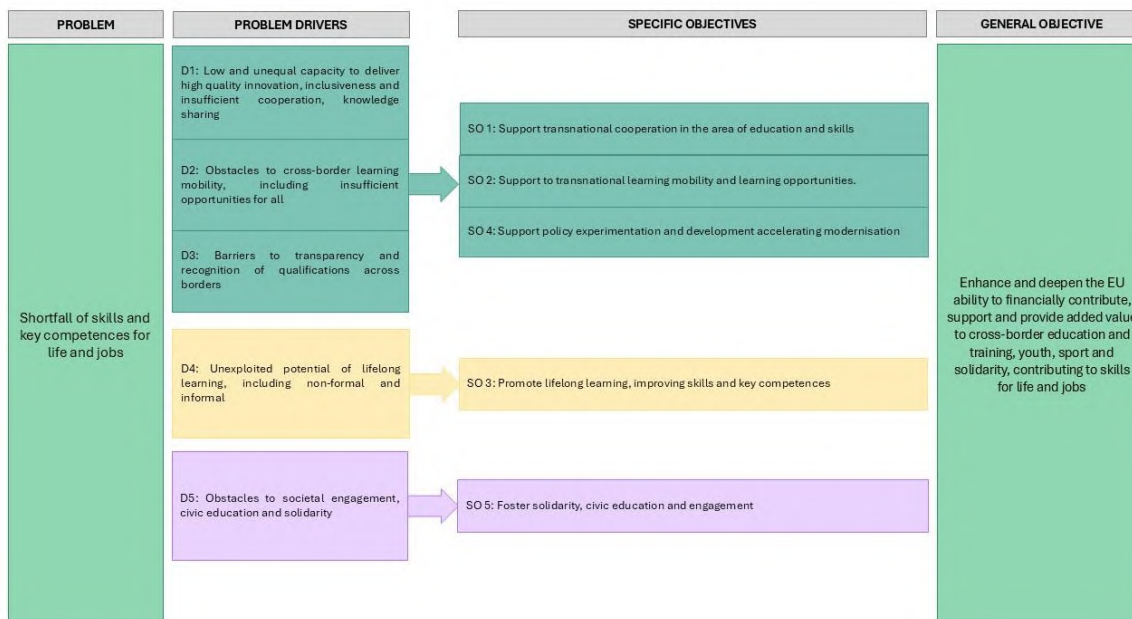 PROBLEM
PROBLEM DRIVERS
SPECIFIC OBJECTIVES
GENERAL OBJECTIVE
Shortfall of skills and
key competences for
life and jobs
D1: Low and unequal capacity to deliver
high quality innovation, inclusiveness and
insufficient cooperation, knowledge
sharing
D2: Obstacles to cross-border learning
mobility, including insufficient
opportunities for all
D3: Barriers to transparency and
recognition of qualifications across
borders
D4: Unexploited potential of lifelong
learning, including non-formal and
informal
D5: Obstacles to societal engagement,
civic education and solidarity
SO 1: Support transnational cooperation in the area of education and skills
SO 2: Support to transnational learning mobility and learning opportunities.
SO 4: Support policy experimentation and development accelerating modernisation
SO 3: Promote lifelong learning, improving skills and key competences
SO 5: Foster solidarity, civic education and engagement
Enhance and deepen the EU
ability to financially contribute,
support and provide added value
to cross-border education and
training, youth, sport and
solidarity, contributing to skills
for life and jobs